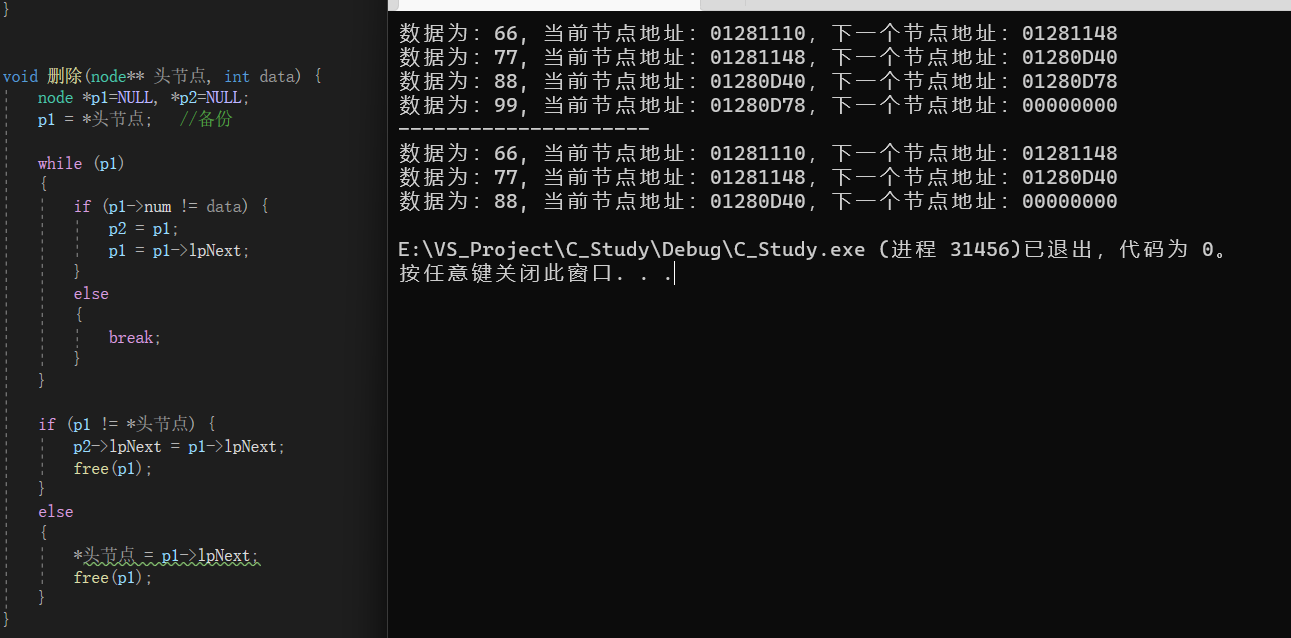 }
void 删除(node** 头节点, int data) {
node *p1=NULL, *p2=NULL;
p1 = *头节点; //备份
while (p1)
{
if (p1->num != data) {
p2 = p1;
p1 = p1->lpNext;
}
else
{
break;
}
}
if (p1 != *头节点) {
p2->lpNext = p1->lpNext;
free(p1);
}
else
{
*头节点 = p1->lpNext;
free(p1);
}
}
数据为: 66, 当前节点地址: 01281110, 下一个节点地址: 01281148
数据为: 77, 当前节点地址: 01281148, 下一个节点地址: 01280D40
数据为: 88, 当前节点地址: 01280D40, 下一个节点地址: 01280D78
数据为: 99, 当前节点地址: 01280D78, 下一个节点地址: 00000000
---------------------
数据为: 66, 当前节点地址: 01281110, 下一个节点地址: 01281148
数据为: 77, 当前节点地址: 01281148, 下一个节点地址: 01280D40
数据为: 88, 当前节点地址: 01280D40, 下一个节点地址: 00000000
E:\VS_Project\C_Study\Debug\C_Study.exe (进程 31456)已退出，代码为 0。
按任意键关闭此窗口. . .